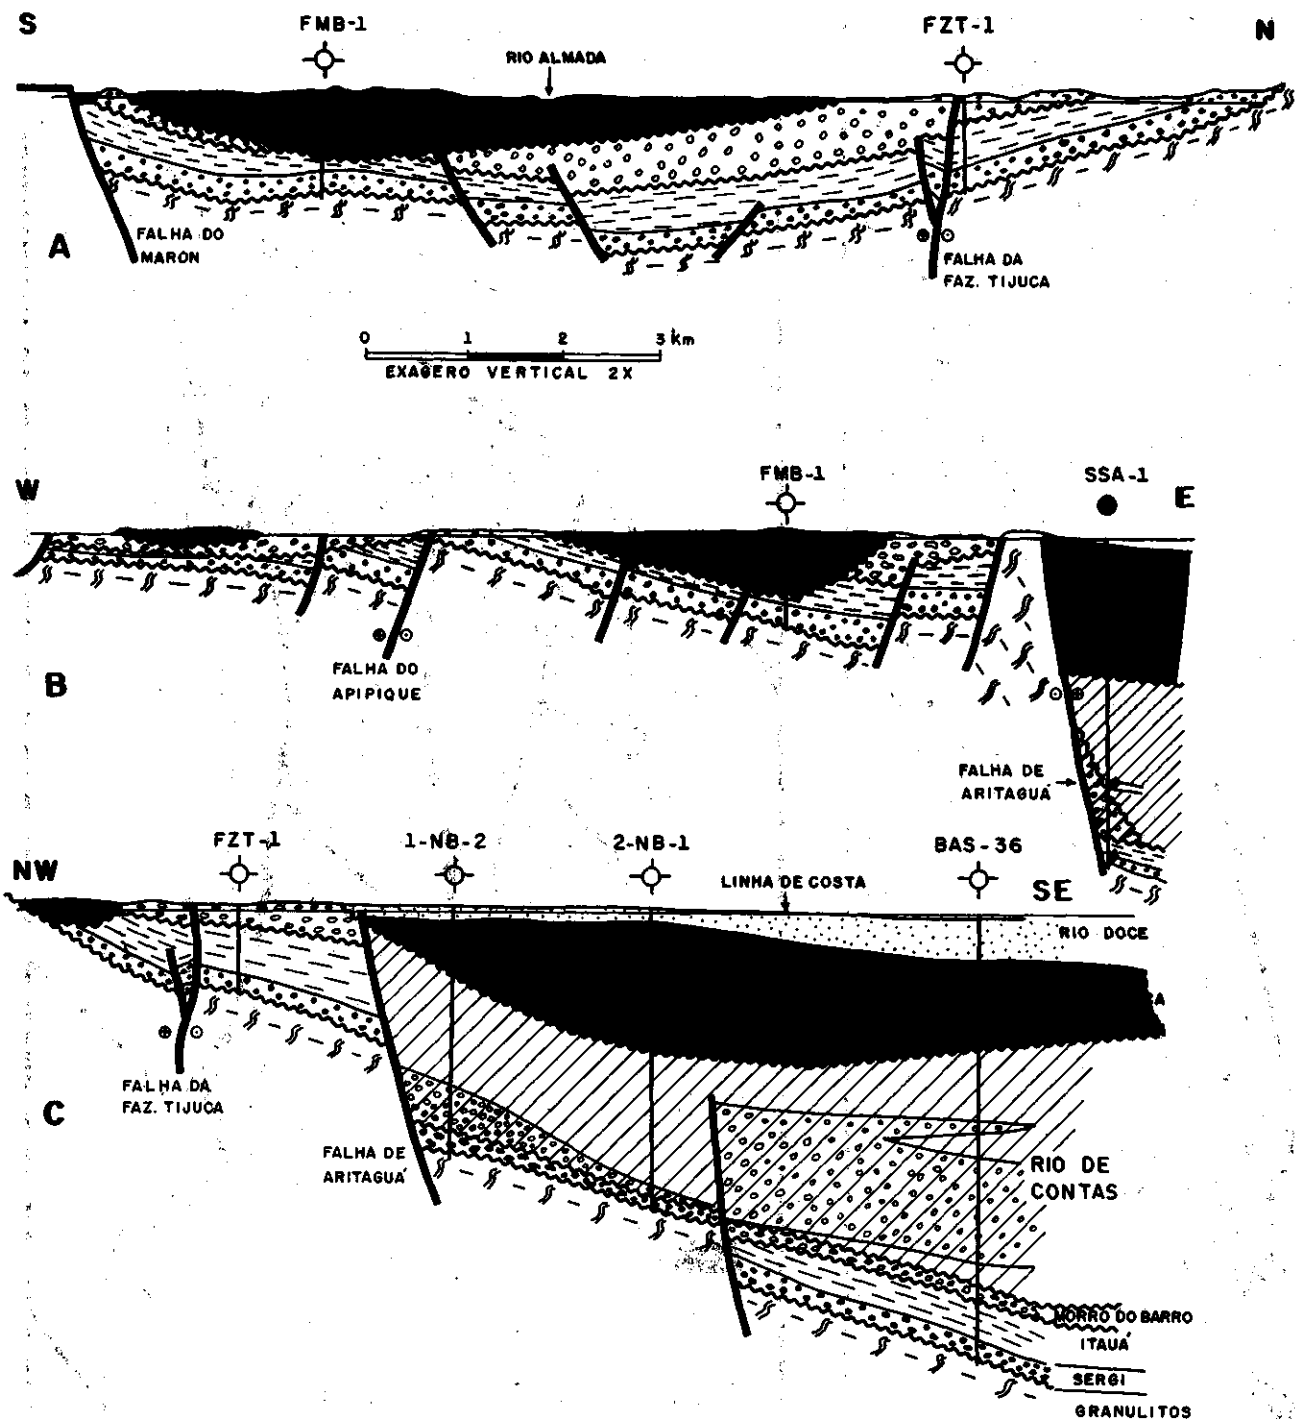 S
FMB-1
FZT-1
N
RIO ALMADA
FALHA DO
MARON
A
FALHA DA
FAZ. TIJUCA
0 1 2 3 km
EXAGERO VERTICAL 2X
W
FMB-1
SSA-1
E
FALHA DO
APIPIQUE
B
FALHA DE
ARITAGUÁ
NW
FZT-1
1-NB-2
2-NB-1
BAS-36
LINHA DE COSTA
SE
RIO DOCE
FALHA DA
FAZ. TIJUCA
C
FALHA DE
ARITAGUÁ
RIO DE
CONTAS
MORRO DO BARRO
ITAUÁ
SERGI
GRANULITOS